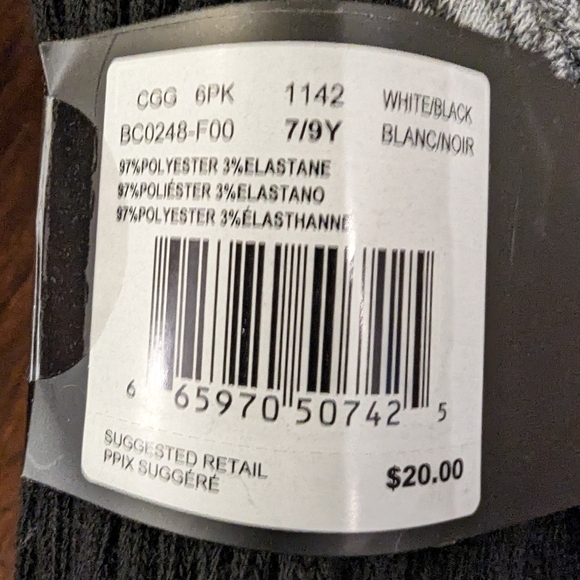 CGG 6PK 1142 WHITE/BLACK
BC0248-F00 7/9Y BLANC/NOIR
97%POLYESTER 3%ELASTANE
97%POLIÉSTER 3%ELASTANO
97%POLYESTER 3%ÉLASTHANNE
6 65970 50742 5
SUGGESTED RETAIL
PPIX SUGGÉRÉ
$20.00